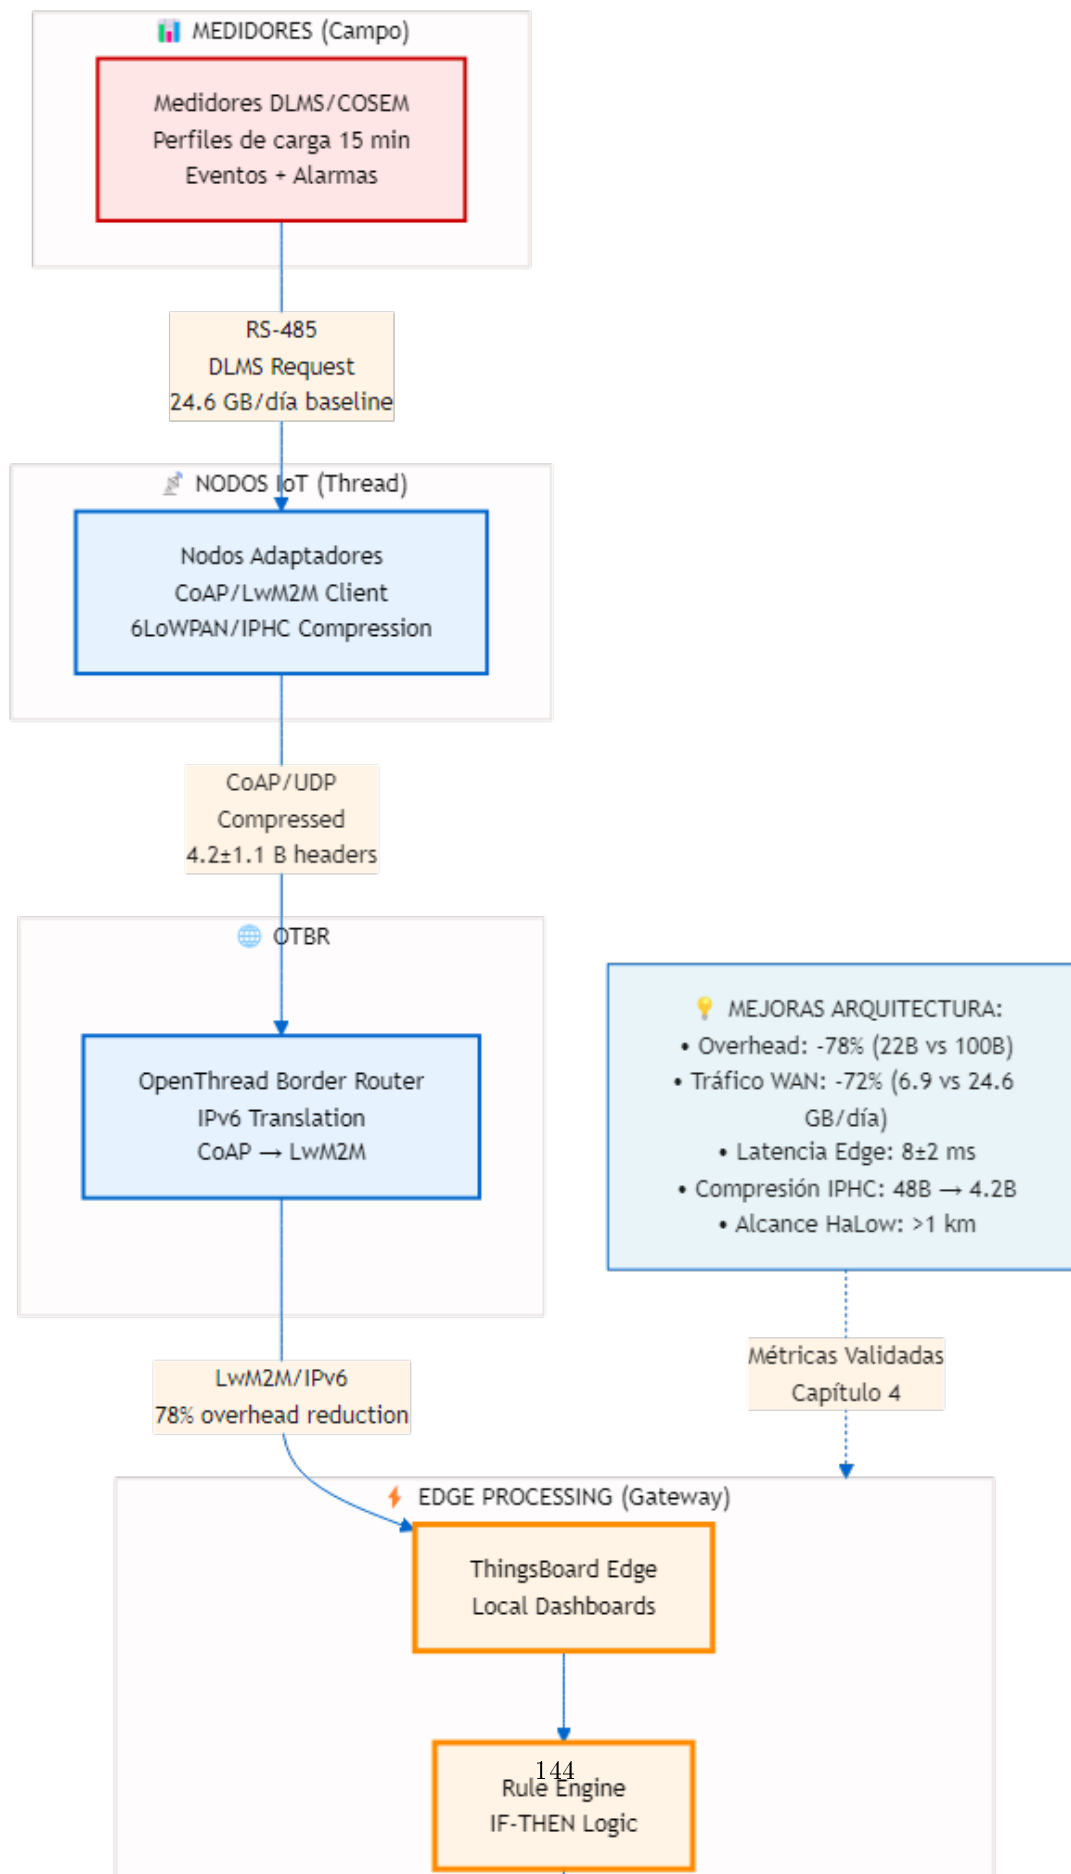 MEDIDORES (Campo)
Medidores DLMS/COSEM
Perfiles de carga 15 min
Eventos + Alarmas
RS-485
DLMS Request
24.6 GB/día baseline
NODOS IoT (Thread)
Nodos Adaptadores
CoAP/LwM2M Client
6LoWPAN/IPHC Compression
CoAP/UDP
Compressed
4.2±1.1 B headers
OTBR
OpenThread Border Router
IPv6 Translation
CoAP → LwM2M
MEJORAS ARQUITECTURA:
• Overhead: -78% (22B vs 100B)
• Tráfico WAN: -72% (6.9 vs 24.6
GB/día)
• Latencia Edge: 8±2 ms
• Compresión IPHC: 48B → 4.2B
• Alcance HaLow: >1 km
Métricas Validadas
Capítulo 4
LwM2M/IPv6
78% overhead reduction
EDGE PROCESSING (Gateway)
ThingsBoard Edge
Local Dashboards
144
Rule Engine
IF-THEN Logic